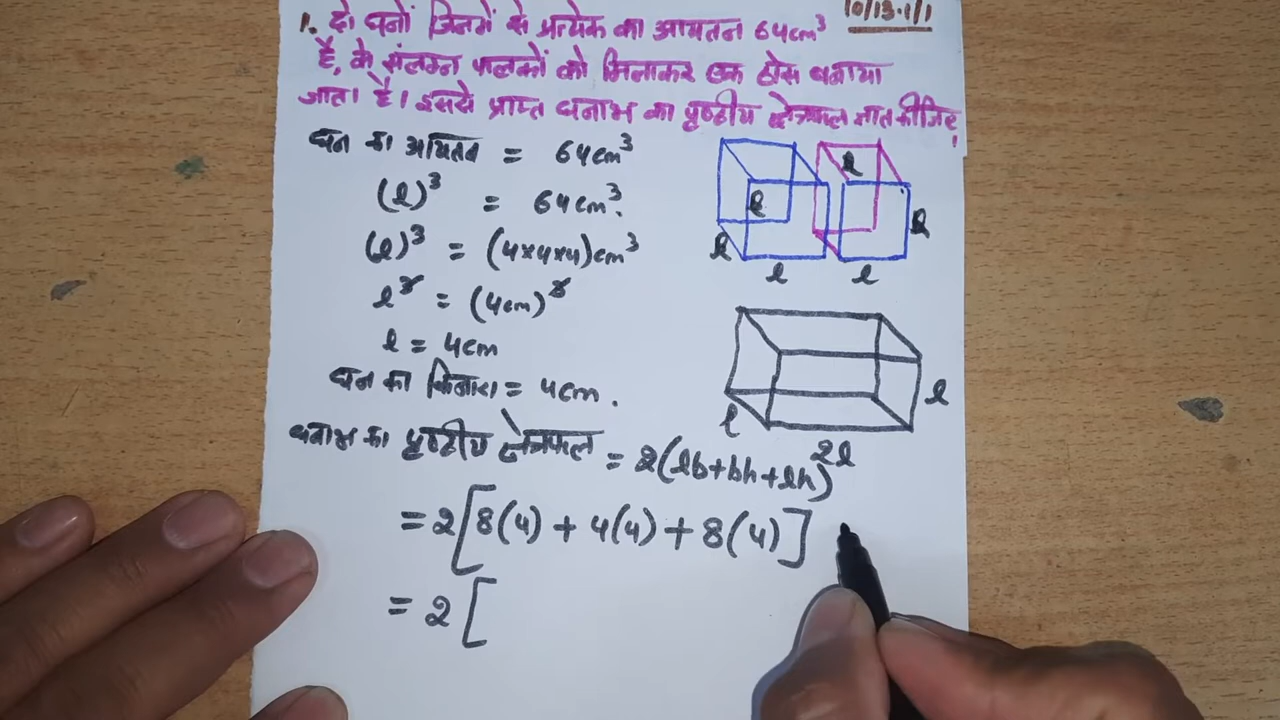 10/13.1/1
1. दो घनों जिनमें से प्रत्येक का आयतन 64cm³
है, के संलग्न फलकों को मिलाकर एक ठोस बनाया
जाता है। इससे प्राप्त घनाभ का पृष्ठीय क्षेत्रफल ज्ञात कीजिए।
घन का आयतन = 64cm³
(l)³ = 64cm³.
(l)³ = (4×4×4)cm³
l³ = (4cm)³
l = 4cm
घन का किनारा = 4cm.
घनाभ का पृष्ठीय क्षेत्रफल = 2(lb+bh+lh)
= 2[8(4) + 4(4) + 8(4)]
= 2[
l
l
l
l
l
l
l
l
2l